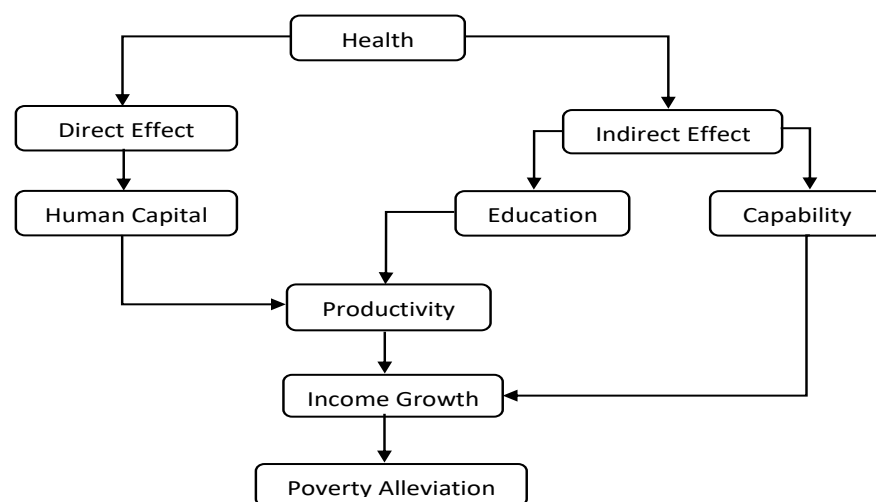 Health
Direct Effect
Indirect Effect
Human Capital
Education
Capability
Productivity
Income Growth
Poverty Alleviation